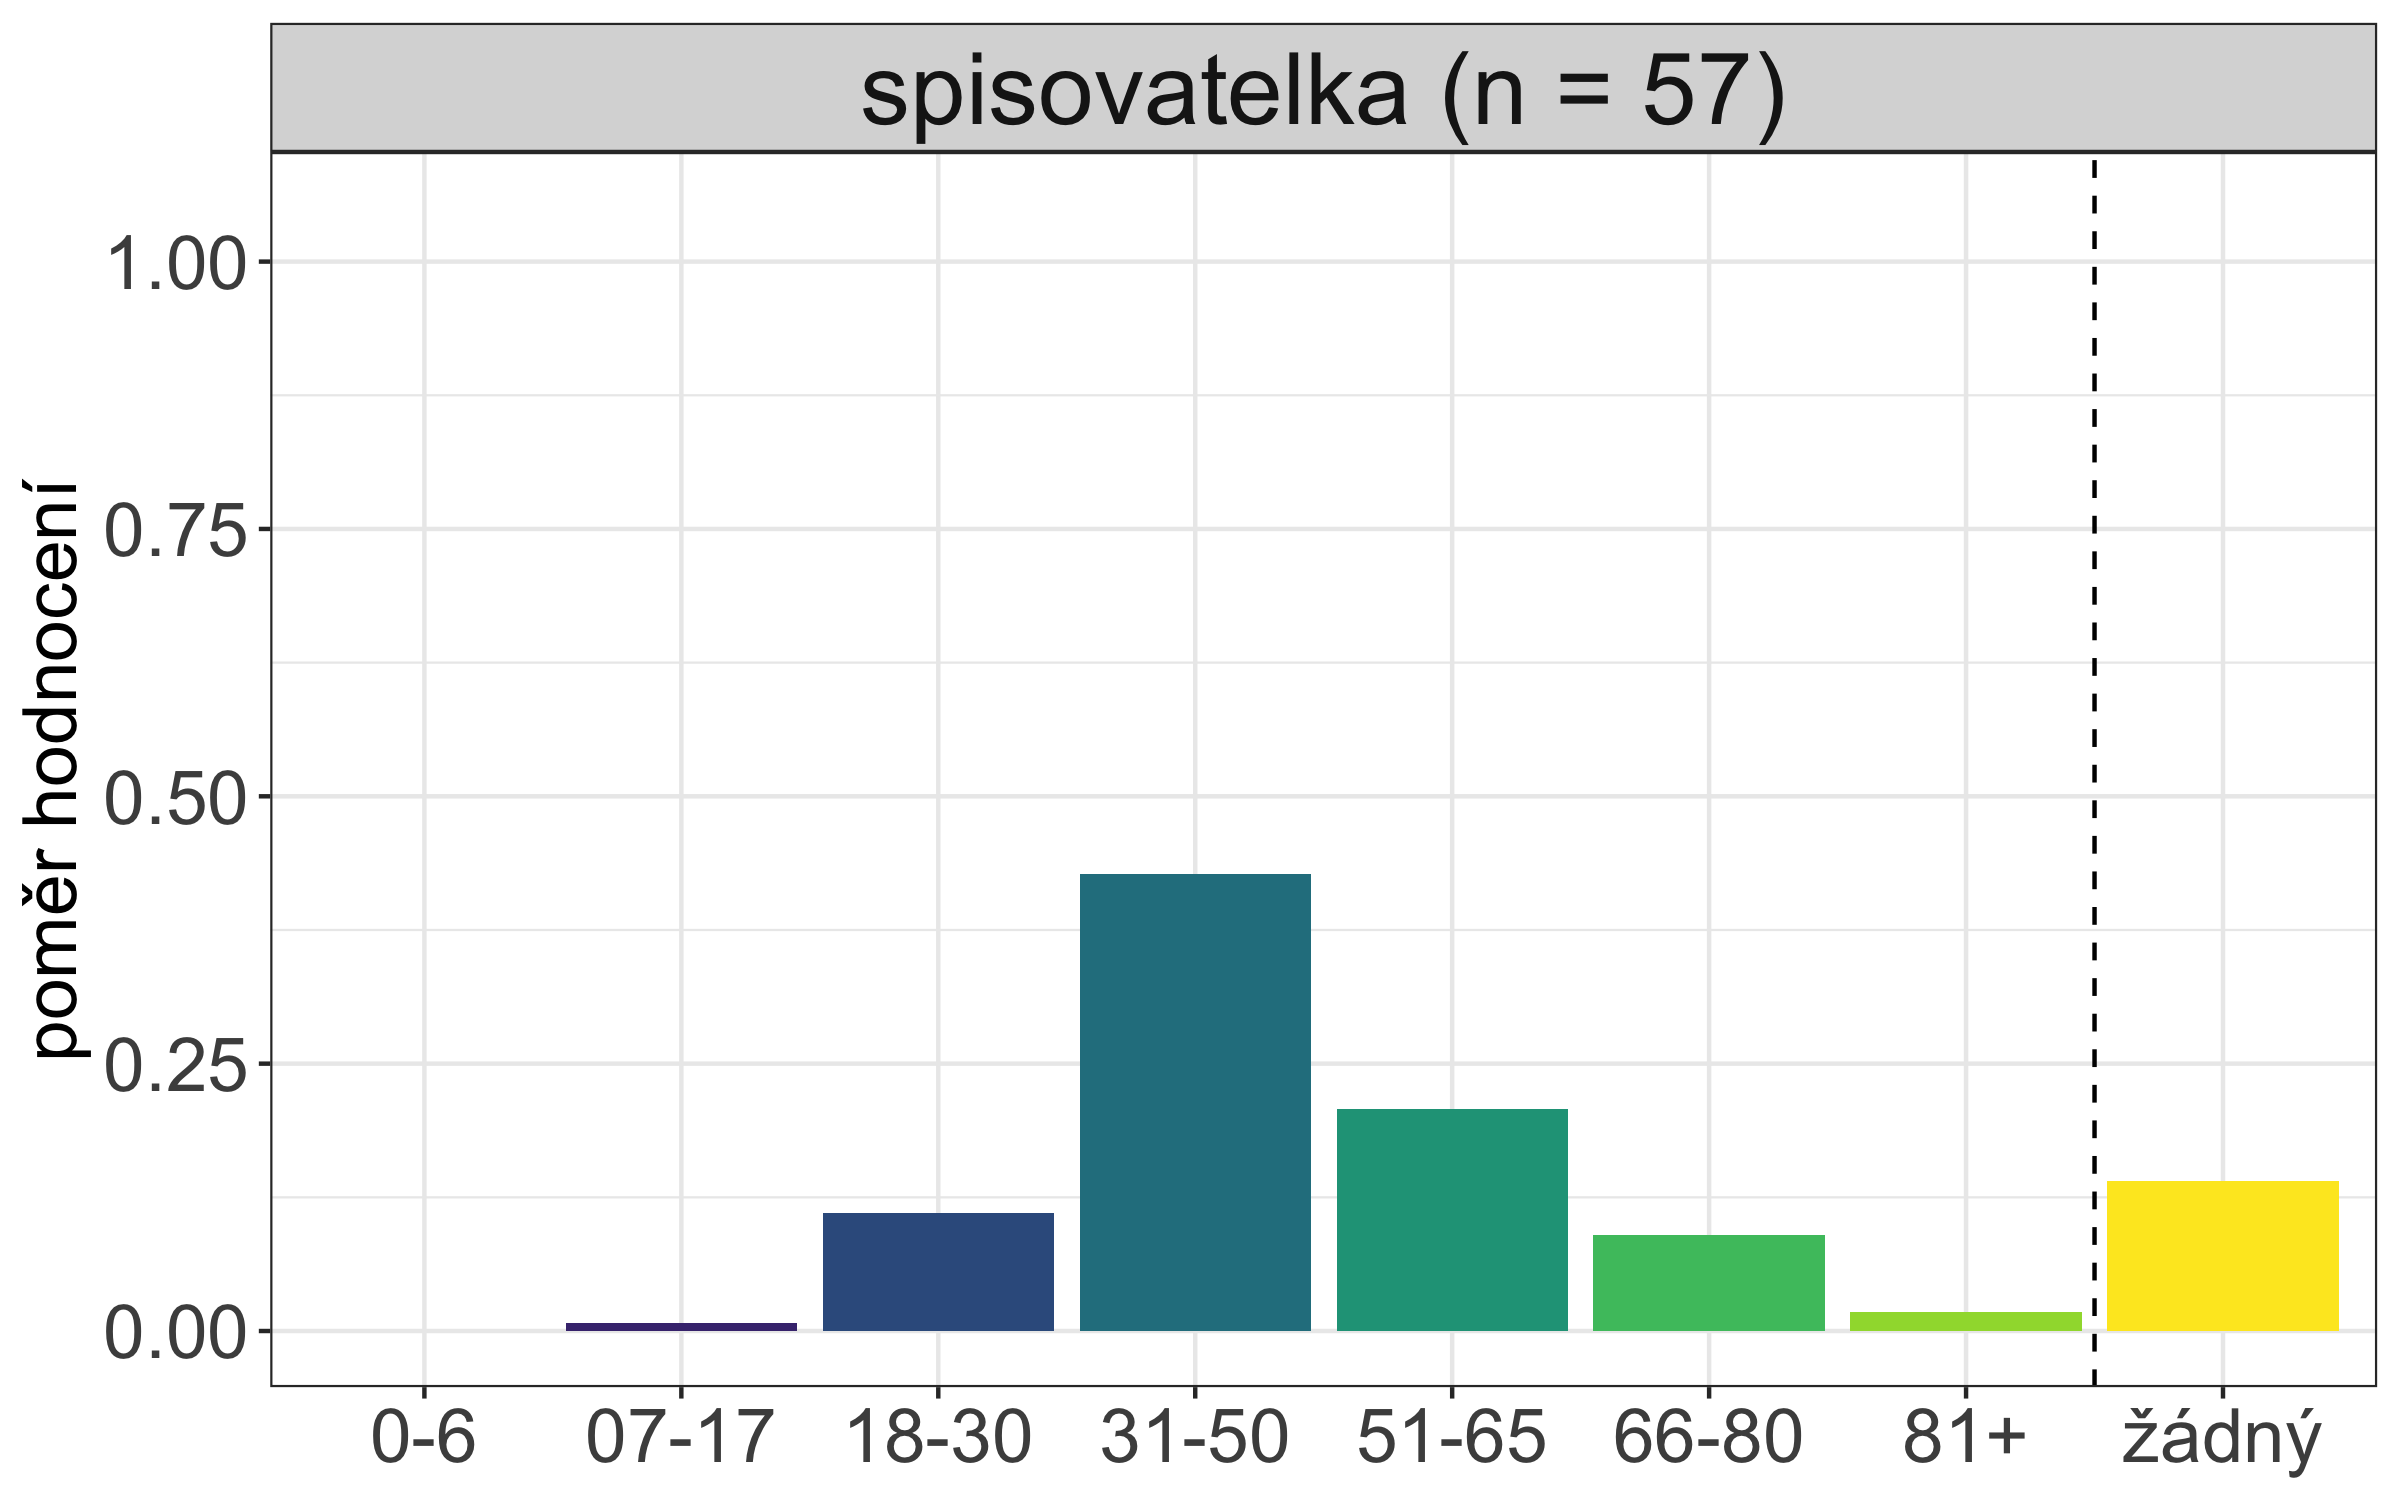 spisovatelka (n = 57)
poměr hodnocení
1.00
0.75
0.50
0.25
0.00
0-6 07-17 18-30 31-50 51-65 66-80 81+ žádný